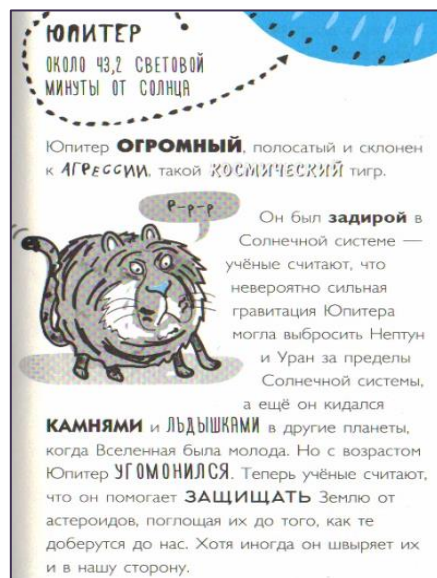 ЮПИТЕР
ОКОЛО 43,2 СВЕТОВОЙ
МИНУТЫ ОТ СОЛНЦА
Юпитер ОГРОМНЫЙ, полосатый и склонен
к АГРЕССИИ, такой КОСМИЧЕСКИЙ тигр.
Р-р-р
Он был задирой в
Солнечной системе —
учёные считают, что
невероятно сильная
гравитация Юпитера
могла выбросить Нептун
и Уран за пределы
Солнечной системы,
а ещё он кидался
КАМНЯМИ и ЛЬДЫШКАМИ в другие планеты,
когда Вселенная была молода. Но с возрастом
Юпитер УГОМОНИЛСЯ. Теперь учёные считают,
что он помогает ЗАЩИЩАТЬ Землю от
астероидов, поглощая их до того, как те
доберутся до нас. Хотя иногда он швыряет их
и в нашу сторону.